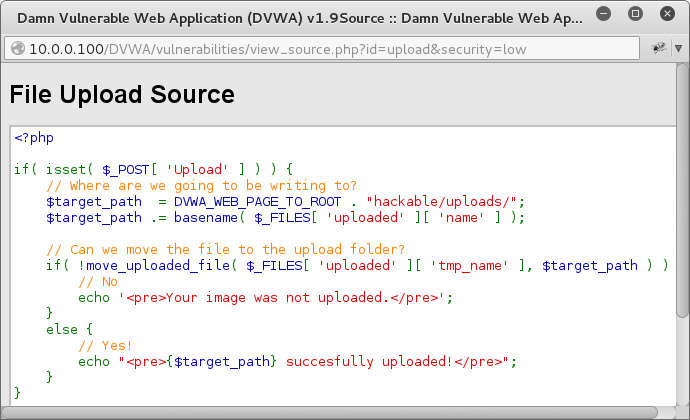 Damn Vulnerable Web Application (DVWA) v1.9Source :: Damn Vulnerable Web Ap...
10.0.0.100/DVWA/vulnerabilities/view_source.php?id=upload&security=low
File Upload Source
<?php
if( isset( $_POST[ 'Upload' ] ) ) {
    // Where are we going to be writing to?
    $target_path  = DVWA_WEB_PAGE_TO_ROOT . "hackable/uploads/";
    $target_path .= basename( $_FILES[ 'uploaded' ][ 'name' ] );
    // Can we move the file to the upload folder?
    if( !move_uploaded_file( $_FILES[ 'uploaded' ][ 'tmp_name' ], $target_path ) )
        // No
        echo '<pre>Your image was not uploaded.</pre>';
    }
    else {
        // Yes!
        echo "<pre>{$target_path} succesfully uploaded!</pre>";
    }
}